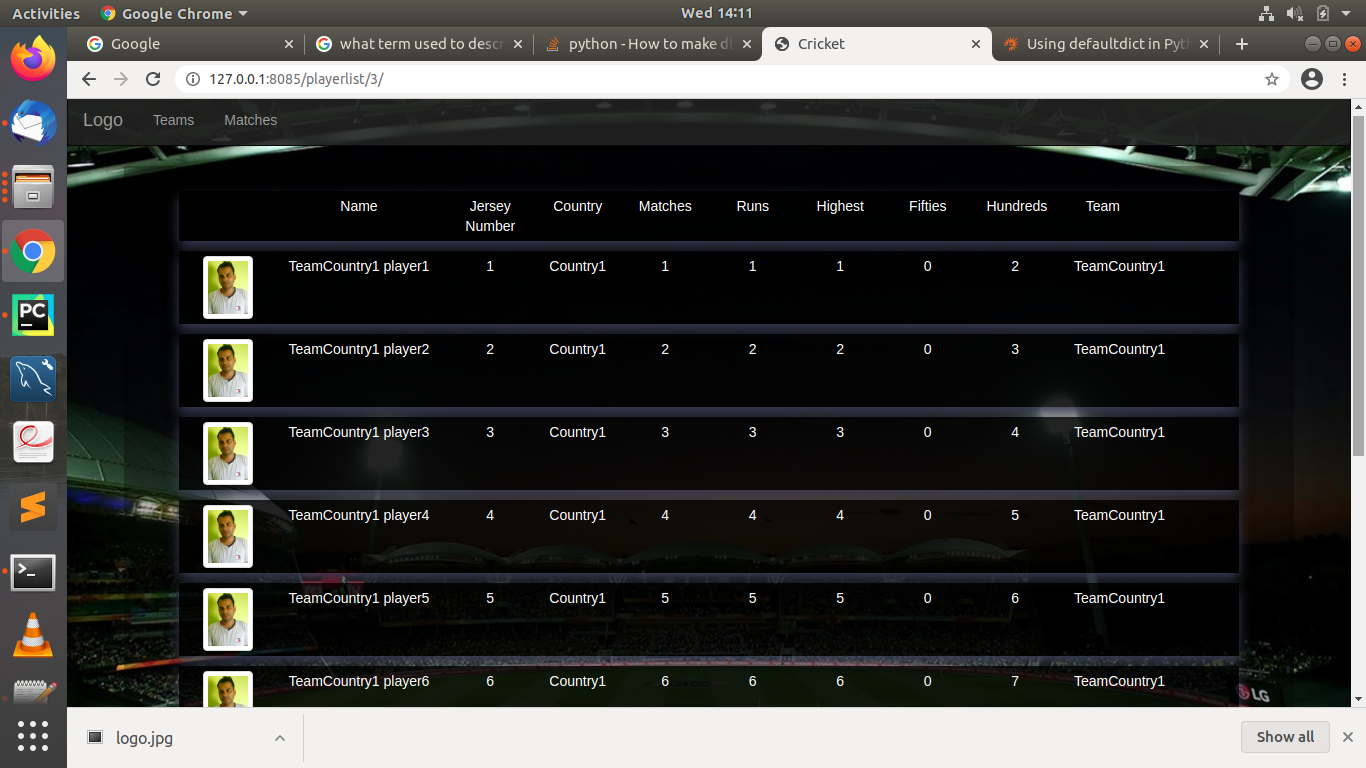 Activities Google Chrome Wed 14:11
Google what term used to desc python - How to make d Cricket Using defaultdict in Pyt
127.0.0.1:8085/playerlist/3/
Logo Teams Matches
Name Jersey Number Country Matches Runs Highest Fifties Hundreds Team
TeamCountry1 player1 1 Country1 1 1 1 0 2 TeamCountry1
TeamCountry1 player2 2 Country1 2 2 2 0 3 TeamCountry1
TeamCountry1 player3 3 Country1 3 3 3 0 4 TeamCountry1
TeamCountry1 player4 4 Country1 4 4 4 0 5 TeamCountry1
TeamCountry1 player5 5 Country1 5 5 5 0 6 TeamCountry1
TeamCountry1 player6 6 Country1 6 6 6 0 7 TeamCountry1
LG
PC
logo.jpg Show all